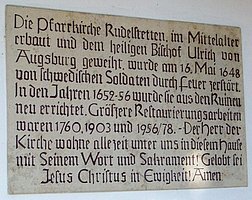 Die Pfarrkirche Rudelstetten, im Mittelalter
erbaut und dem heiligen Bischof Ulrich von
Augsburg geweiht, wurde am 16. Mai 1648
von schwedischen Soldaten durch Feuer zerstört.
In den Jahren 1652-56 wurde sie aus den Ruinen
neu errichtet. Größere Restaurierungsarbeiten
waren 1760, 1903 und 1956/78. - Der Herr der
Kirche wohne alle zeit unter uns in diesem Hause
mit Seinem Wort und Sakrament! Gelobt sei
Jesus Christus in Ewigkeit! Amen